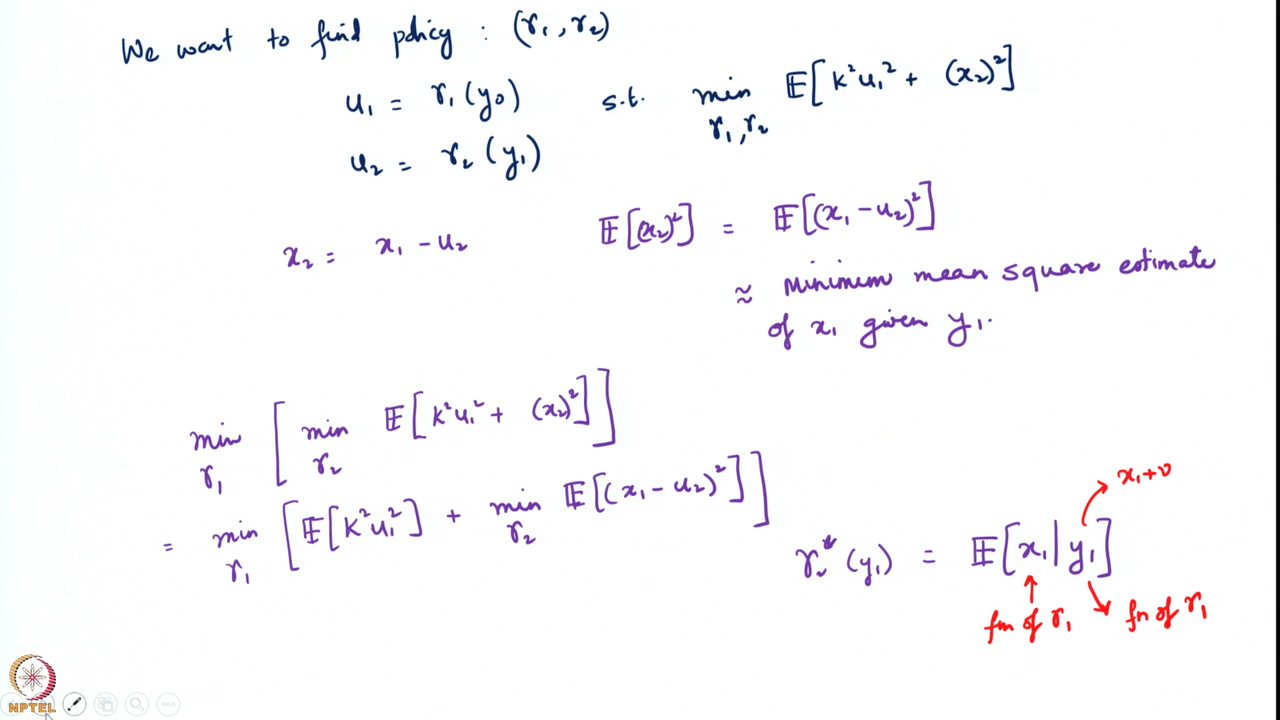 We want to find policy : (γ₁, γ₂)
u₁ = γ₁(y₀) s.t. min E[k²u₁² + (x₂)²]
γ₁, γ₂
u₂ = γ₂(y₁)
x₂ = x₁ - u₂ E[(x₂)²] = E[(x₁ - u₂)²]
≈ Minimum mean square estimate
of x₁ given y₁.
min [ min E[k²u₁² + (x₂)²] ]
γ₁ γ₂
= min [ E[k²u₁²] + min E[(x₁ - u₂)²] ]
γ₁ γ₂
x₁+v
γ₂*(y₁) = E[x₁|y₁]
fn of γ₁ fn of γ₁
NPTEL